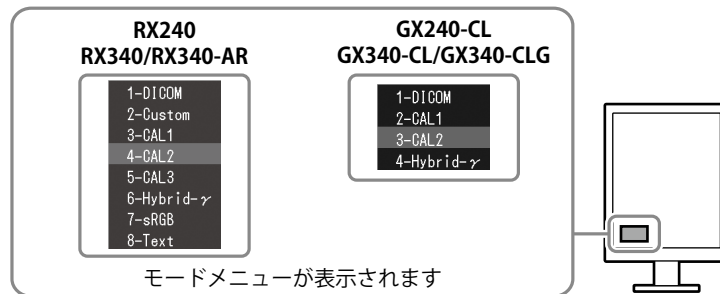 RX240
RX340/RX340-AR
1-DICOM
2-Custom
3-CAL1
4-CAL2
5-CAL3
6-Hybrid-γ
7-sRGB
8-Text
GX240-CL
GX340-CL/GX340-CLG
1-DICOM
2-CAL1
3-CAL2
4-Hybrid-γ
モードメニューが表示されます